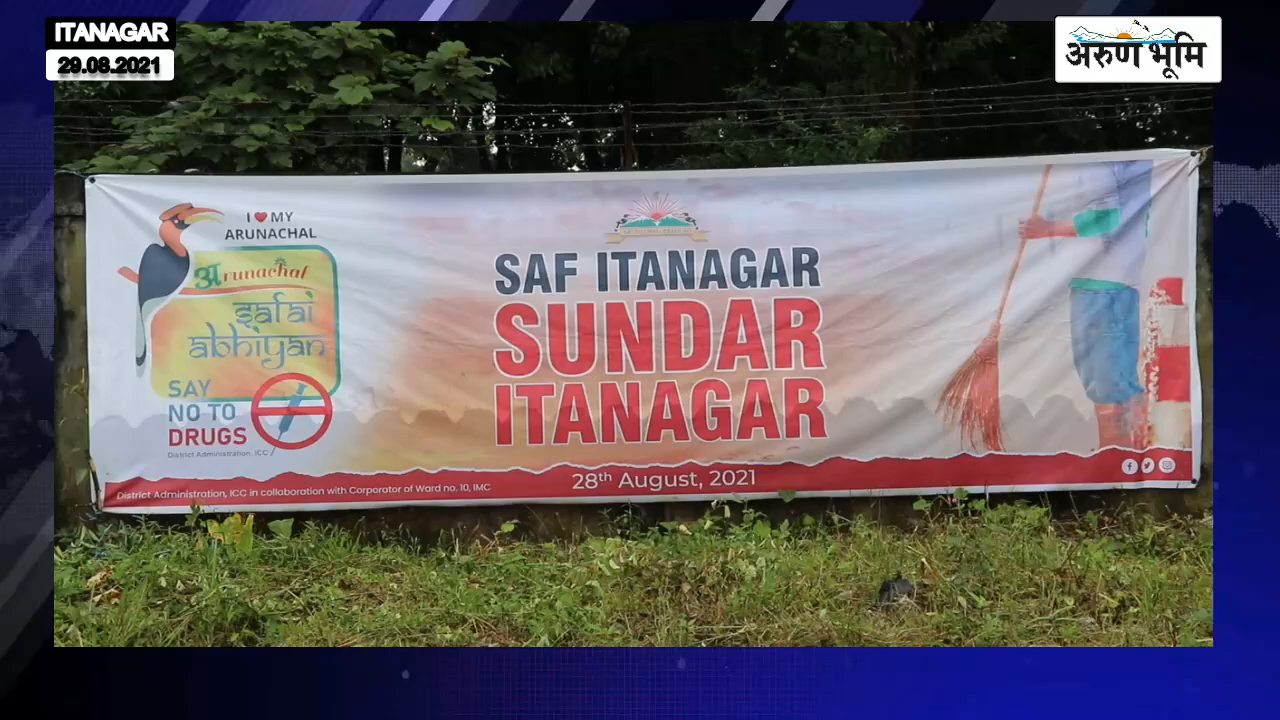 ITANAGAR
29.08.2021
अरुण भूमि
I ❤ MY
ARUNACHAL
अrunachal
safai
abhiyan
SAY
NO TO
DRUGS
District Administration, ICC
SAF ITANAGAR
SUNDAR
ITANAGAR
28th August, 2021
District Administration, ICC in collaboration with Corporator of Ward no. 10, IMC